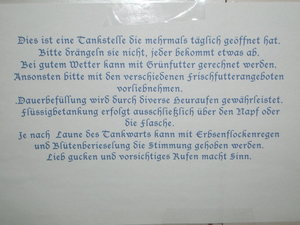 Dies ist eine Tankstelle die mehrmals täglich geöffnet hat.
Bitte drängeln sie nicht, jeder bekommt etwas ab.
Bei gutem Wetter kann mit Grünfutter gerechnet werden.
Ansonsten bitte mit den verschiedenen Frischfutterangeboten
vorliebnehmen.
Dauerbefüllung wird durch diverse Heuraufen gewährleistet.
Flüssigbetankung erfolgt ausschließlich über den Napf oder
die Flasche.
Je nach Laune des Tankwarts kann mit Erbsenflockenregen
und Blütenberieselung die Stimmung gehoben werden.
Lieb gucken und vorsichtiges Rufen macht Sinn.